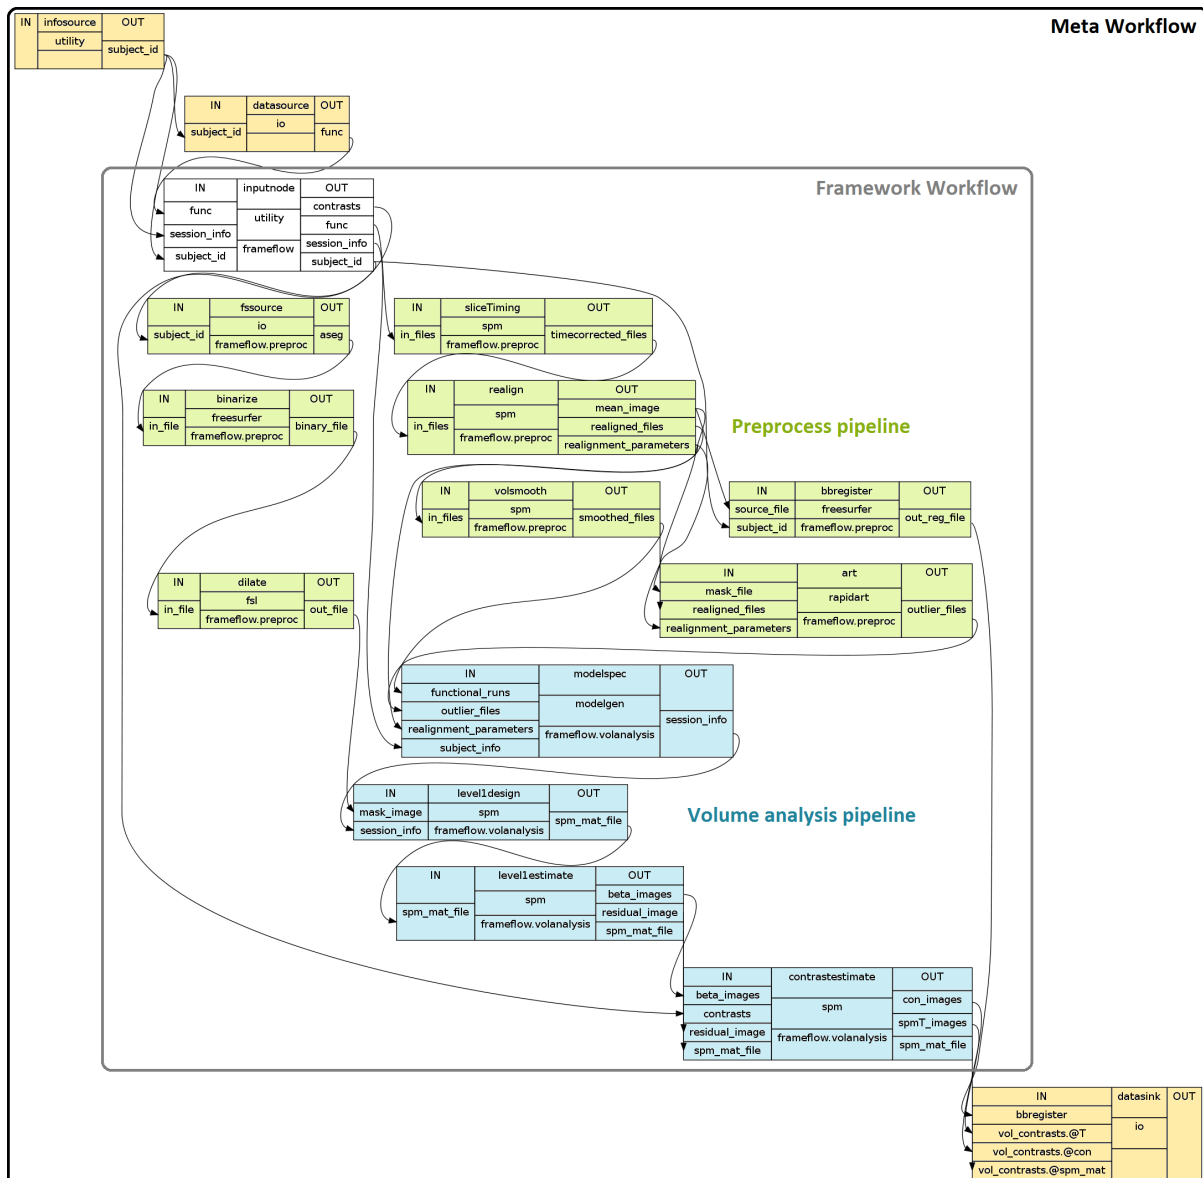 Meta Workflow
IN infosource OUT
utility
subject_id
IN datasource OUT
subject_id io func
Framework Workflow
IN inputnode OUT
func utility contrasts
session_info frameflow func
subject_id session_info
subject_id
IN fssource OUT
subject_id io aseg
frameflow.preproc
IN sliceTiming OUT
in_files spm timecorrected_files
frameflow.preproc
IN binarize OUT
in_file freesurfer binary_file
frameflow.preproc
IN realign OUT
in_files spm mean_image
frameflow.preproc realigned_files
realignment_parameters
Preprocess pipeline
IN volsmooth OUT
in_files spm smoothed_files
frameflow.preproc
IN bbregister OUT
source_file freesurfer out_reg_file
subject_id frameflow.preproc
IN dilate OUT
in_file fsl out_file
frameflow.preproc
IN art OUT
mask_file rapidart outlier_files
realigned_files frameflow.preproc
realignment_parameters
IN modelspec OUT
functional_runs modelgen session_info
outlier_files frameflow.volanalysis
realignment_parameters
subject_info
IN level1design OUT
mask_image spm spm_mat_file
session_info frameflow.volanalysis
Volume analysis pipeline
IN level1estimate OUT
spm_mat_file spm beta_images
frameflow.volanalysis residual_image
spm_mat_file
IN contrastestimate OUT
beta_images spm con_images
contrasts frameflow.volanalysis spmT_images
residual_image spm_mat_file
spm_mat_file
IN datasink OUT
bbregister io
vol_contrasts.@T
vol_contrasts.@con
vol_contrasts.@spm_mat